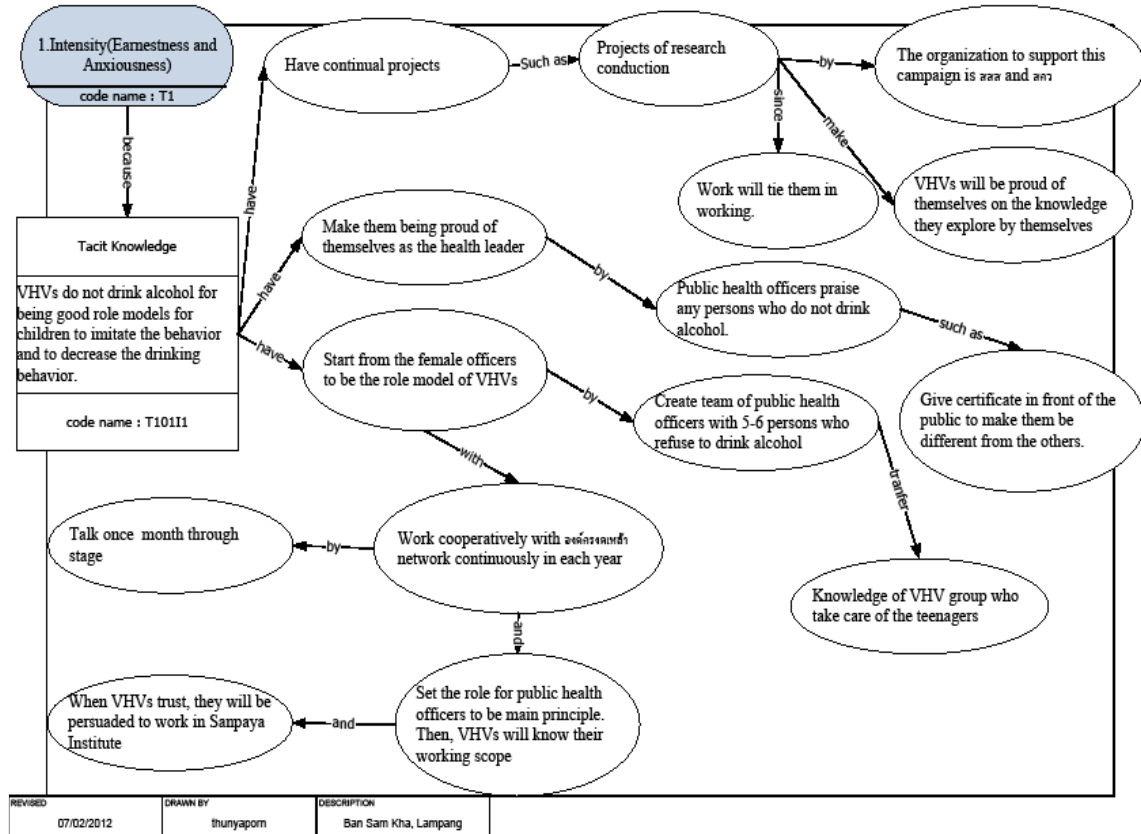 1.Intensity(Earnestness and
Anxiousness)
code name : T1
because
Tacit Knowledge
VHVs do not drink alcohol for
being good role models for
children to imitate the behavior
and to decrease the drinking
behavior.
code name : T101I1
have
Have continual projects
Such as
Projects of research
conduction
by
The organization to support this
campaign is สสส and สกว
since
Work will tie them in
working.
make
VHVs will be proud of
themselves on the knowledge
they explore by themselves
have
Make them being proud of
themselves as the health leader
by
Public health officers praise
any persons who do not drink
alcohol.
such as
Give certificate in front of the
public to make them be
different from the others.
have
Start from the female officers
to be the role model of VHVs
by
Create team of public health
officers with 5-6 persons who
refuse to drink alcohol
tranfer
Knowledge of VHV group who
take care of the teenagers
with
Work cooperatively with องค์กรงดเหล้า
network continuously in each year
by
Talk once  month through
stage
and
Set the role for public health
officers to be main principle.
Then, VHVs will know their
working scope
and
When VHVs trust, they will be
persuaded to work in Sanpaya
Institute
REVISED
07/02/2012
DRAWN BY
thunyaporn
DESCRIPTION
Ban Sam Kha, Lampang